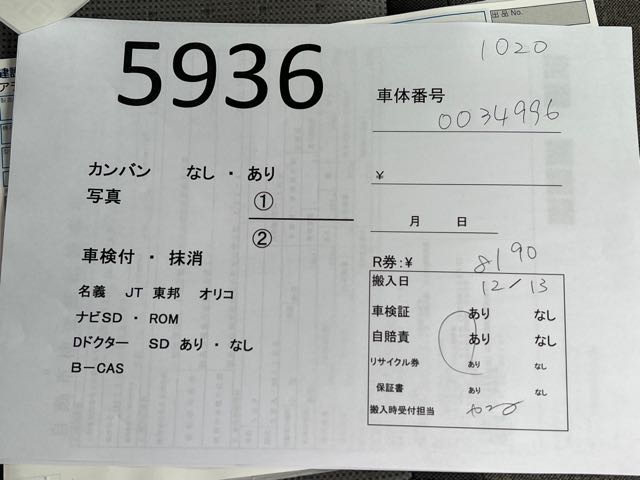 出品No.
1020
5936
車体番号
0034996
カンバン なし ・ あり
¥
写真 ①
②
月 日
車検付 ・ 抹消
R券:¥ 8190
搬入日 12/13
名義 JT 東邦 オリコ
車検証 あり なし
ナビSD ・ ROM
自賠責 あり なし
Dドクター SD あり ・ なし
リサイクル券 あり なし
B-CAS
保証書 あり なし
搬入時受付担当